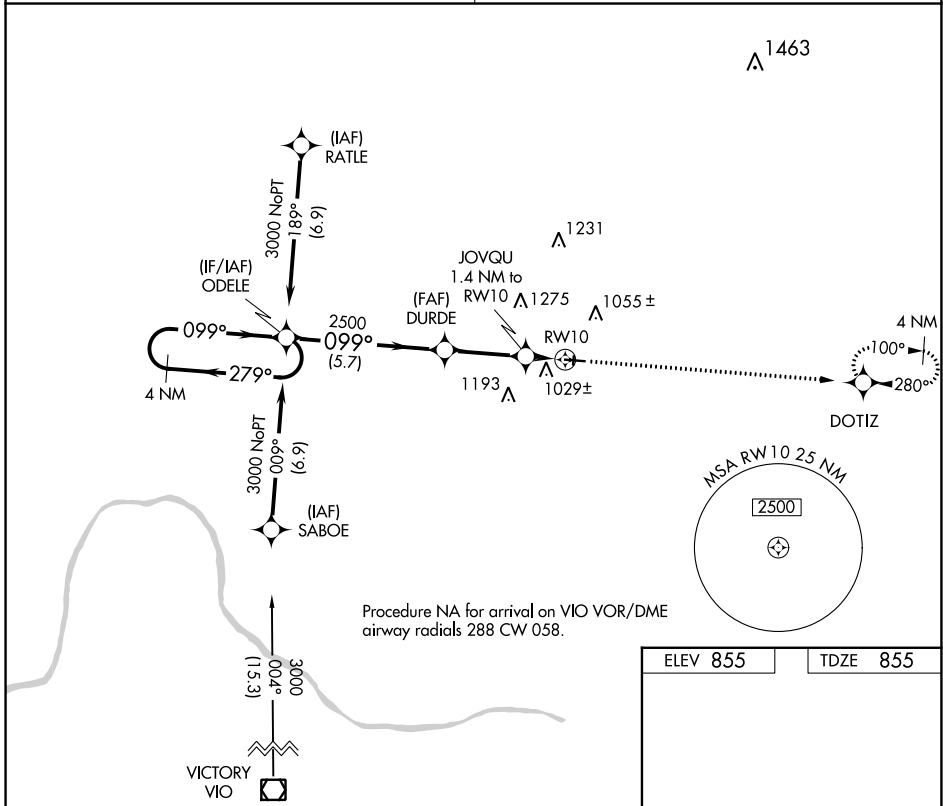 1463
(IAF)
RATLE
3000 NoPT
189°
(6.9)
1231
(IF/IAF)
ODELE
JOVQU
1.4 NM to
RW10
1275
(FAF)
DURDE
1055 ±
RW10
4 NM
099°
2500
099°
(5.7)
100°
279°
4 NM
1193
1029±
280°
DOTIZ
3000 NoPT
009°
(6.9)
MSA RW10 25 NM
2500
(IAF)
SABOE
Procedure NA for arrival on VIO VOR/DME
airway radials 288 CW 058.
3000
004°
(15.3)
ELEV 855
TDZE 855
VICTORY
VIO